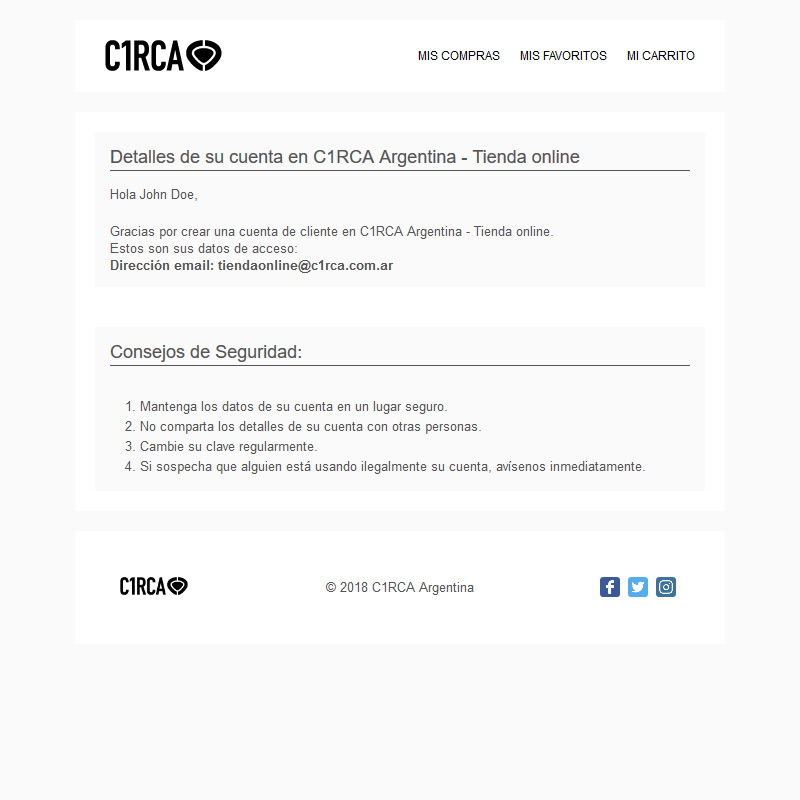 C1RCA
MIS COMPRAS MIS FAVORITOS MI CARRITO
Detalles de su cuenta en C1RCA Argentina - Tienda online
Hola John Doe,
Gracias por crear una cuenta de cliente en C1RCA Argentina - Tienda online.
Estos son sus datos de acceso:
Dirección email: tiendaonline@c1rca.com.ar
Consejos de Seguridad:
1. Mantenga los datos de su cuenta en un lugar seguro.
2. No comparta los detalles de su cuenta con otras personas.
3. Cambie su clave regularmente.
4. Si sospecha que alguien está usando ilegalmente su cuenta, avísenos inmediatamente.
C1RCA
© 2018 C1RCA Argentina